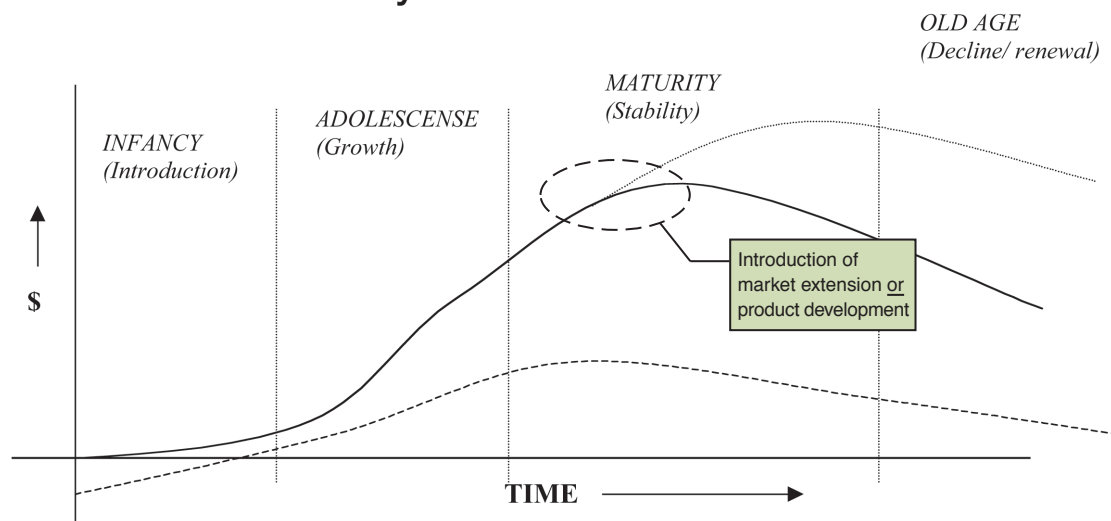 OLD AGE
(Decline/ renewal)
MATURITY
(Stability)
ADOLESCENSE
(Growth)
INFANCY
(Introduction)
$
Introduction of
market extension or
product development
TIME